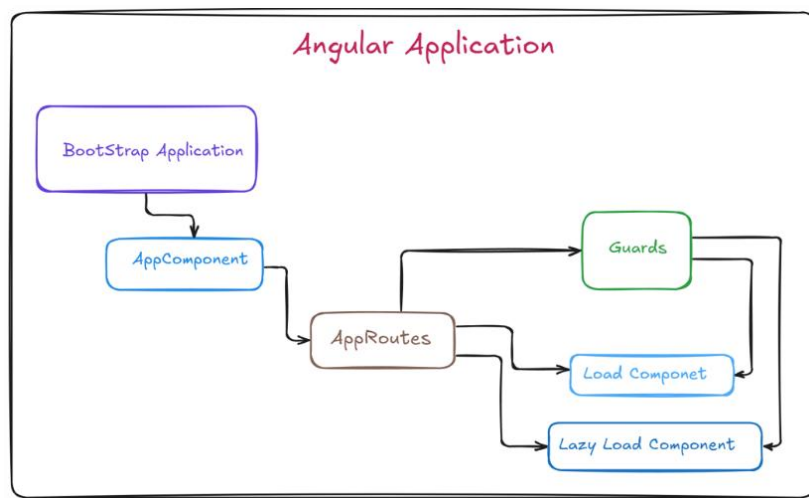 Angular Application
BootStrap Application
AppComponent
Guards
AppRoutes
Load Componet
Lazy Load Component